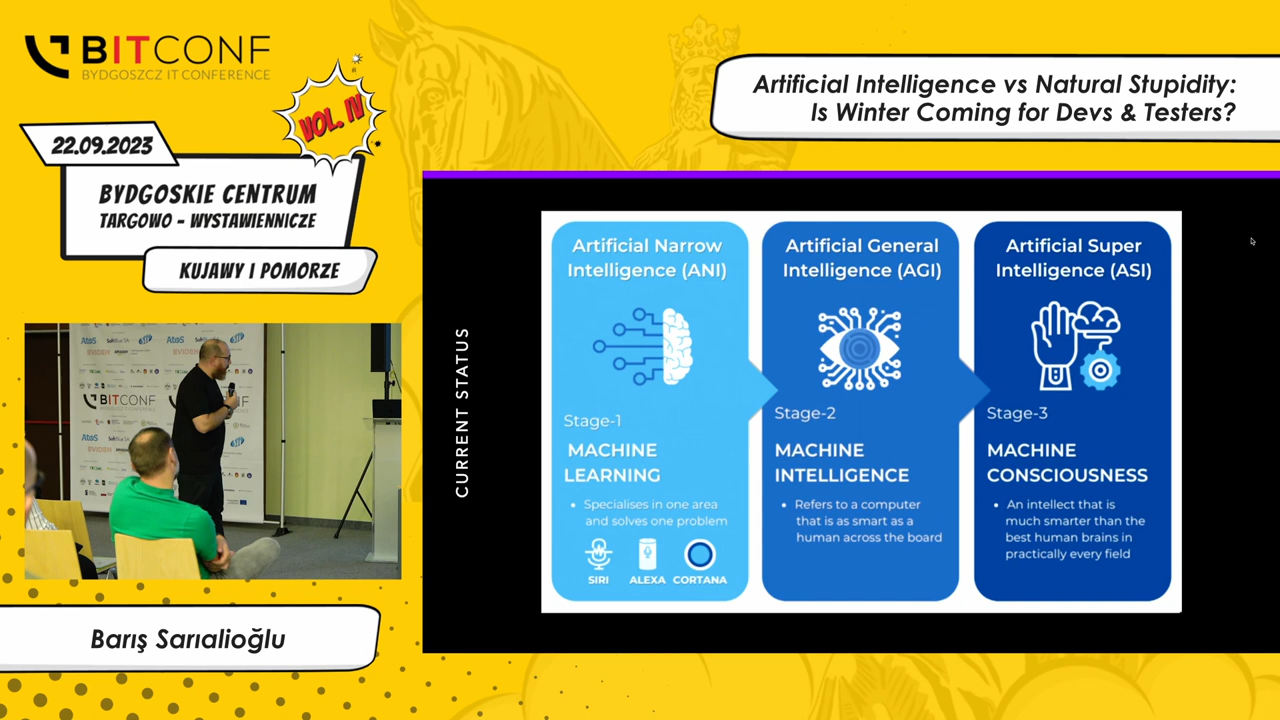 BITCONF
BYDGOSZCZ IT CONFERENCE
VOL. IV
22.09.2023
BYDGOSKIE CENTRUM
TARGOWO - WYSTAWIENNICZE
KUJAWY I POMORZE
Artificial Intelligence vs Natural Stupidity:
Is Winter Coming for Devs & Testers?
CURRENT STATUS
Artificial Narrow
Intelligence (ANI)
Stage-1
MACHINE
LEARNING
• Specialises in one area
and solves one problem
SIRI ALEXA CORTANA
Artificial General
Intelligence (AGI)
Stage-2
MACHINE
INTELLIGENCE
• Refers to a computer
that is as smart as a
human across the board
Artificial Super
Intelligence (ASI)
Stage-3
MACHINE
CONSCIOUSNESS
• An intellect that is
much smarter than the
best human brains in
practically every field
Atos
EVIDEN
BITCONF
Atos
Barış Sarıalioğlu